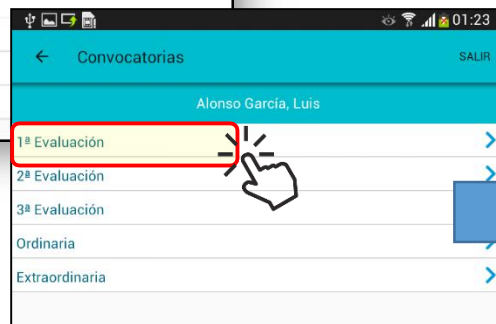 01:23
Convocatorias SALIR
Alonso García, Luis
1ª Evaluación
2ª Evaluación
3ª Evaluación
Ordinaria
Extraordinaria